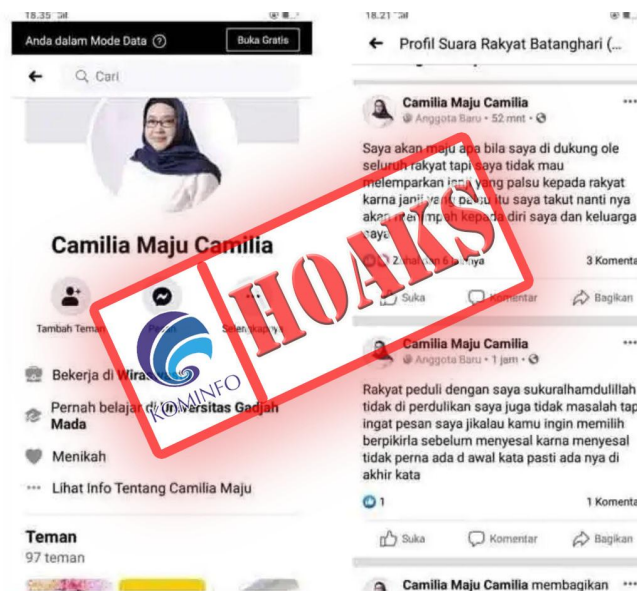 18.35
Anda dalam Mode Data
Buka Gratis
Cari
Camilia Maju Camilia
Tambah Teman
Selengkapnya
Bekerja di
Pernah belajar di Universitas Gadjah
Mada
Menikah
Lihat Info Tentang Camilia Maju
Teman
97 teman
HOAKS
KOMINFO
18.21
Profil Suara Rakyat Batanghari (...
Camilia Maju Camilia
Anggota Baru • 52 mnt •
Saya akan maju apa bila saya di dukung ole
seluruh rakyat tapi saya tidak mau
melemparkan janji yang palsu kepada rakyat
karna janji yang palsu itu saya takut nanti nya
akan menimpah kepada diri saya dan keluarga
saya
3 Komenta
Suka
Komentar
Bagikan
Camilia Maju Camilia
Anggota Baru • 1 jam •
Rakyat peduli dengan saya sukuralhamdulillah
tidak di perdulikan saya juga tidak masalah tap
ingat pesan saya jikalau kamu ingin memilih
berpikirla sebelum menyesal karna menyesal
tidak perna ada d awal kata pasti ada nya di
akhir kata
1
1 Komenta
Suka
Komentar
Bagikan
Camilia Maju Camilia membagikan